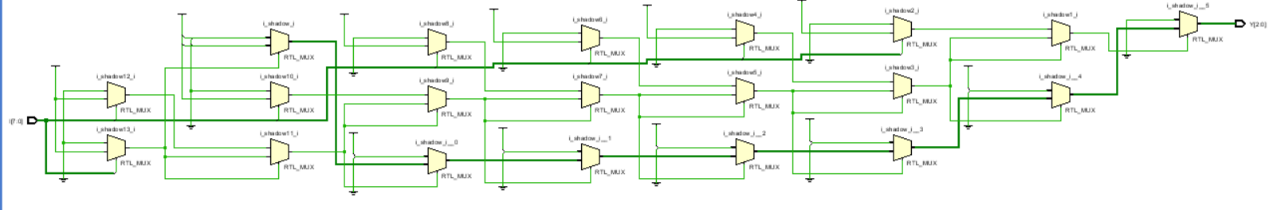 i_shadow_i__5
Y[2:0]
RTL_MUX
i_shadow_i
RTL_MUX
i_shadow8_i
RTL_MUX
i_shadow6_i
RTL_MUX
i_shadow4_i
RTL_MUX
i_shadow2_i
RTL_MUX
i_shadow1_i
RTL_MUX
i_shadow12_i
RTL_MUX
i_shadow10_i
RTL_MUX
i_shadow9_i
RTL_MUX
i_shadow7_i
RTL_MUX
i_shadow5_i
RTL_MUX
i_shadow3_i
RTL_MUX
i_shadow_i__4
RTL_MUX
I[7:0]
i_shadow13_i
RTL_MUX
i_shadow11_i
RTL_MUX
i_shadow_i__0
RTL_MUX
i_shadow_i__1
RTL_MUX
i_shadow_i__2
RTL_MUX
i_shadow_i__3
RTL_MUX